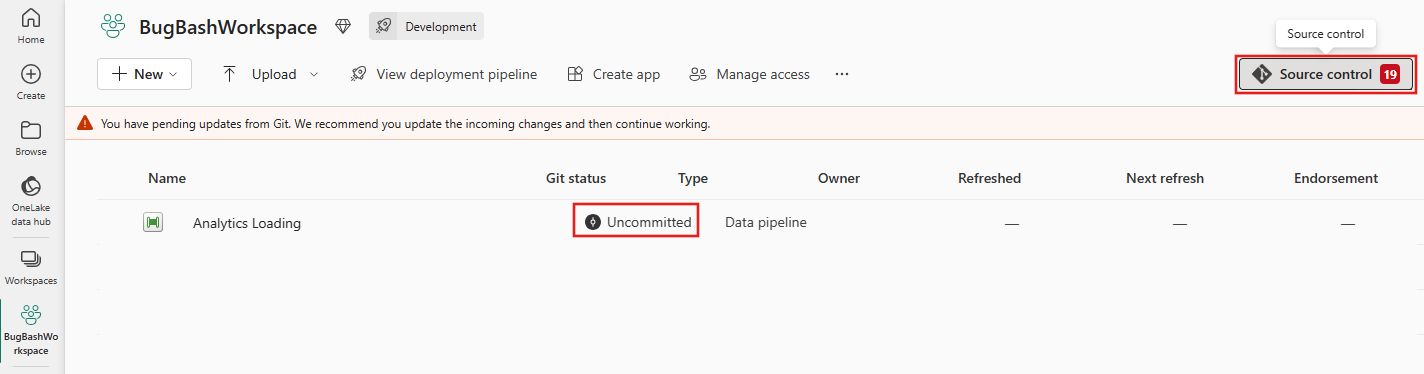 Home
Create
Browse
OneLake
data hub
Workspaces
BugBashWo
rkspace
BugBashWorkspace
Development
Source control
New
Upload
View deployment pipeline
Create app
Manage access
...
Source control 19
You have pending updates from Git. We recommend you update the incoming changes and then continue working.
Name Git status Type Owner Refreshed Next refresh Endorsement
Analytics Loading Uncommitted Data pipeline — — —